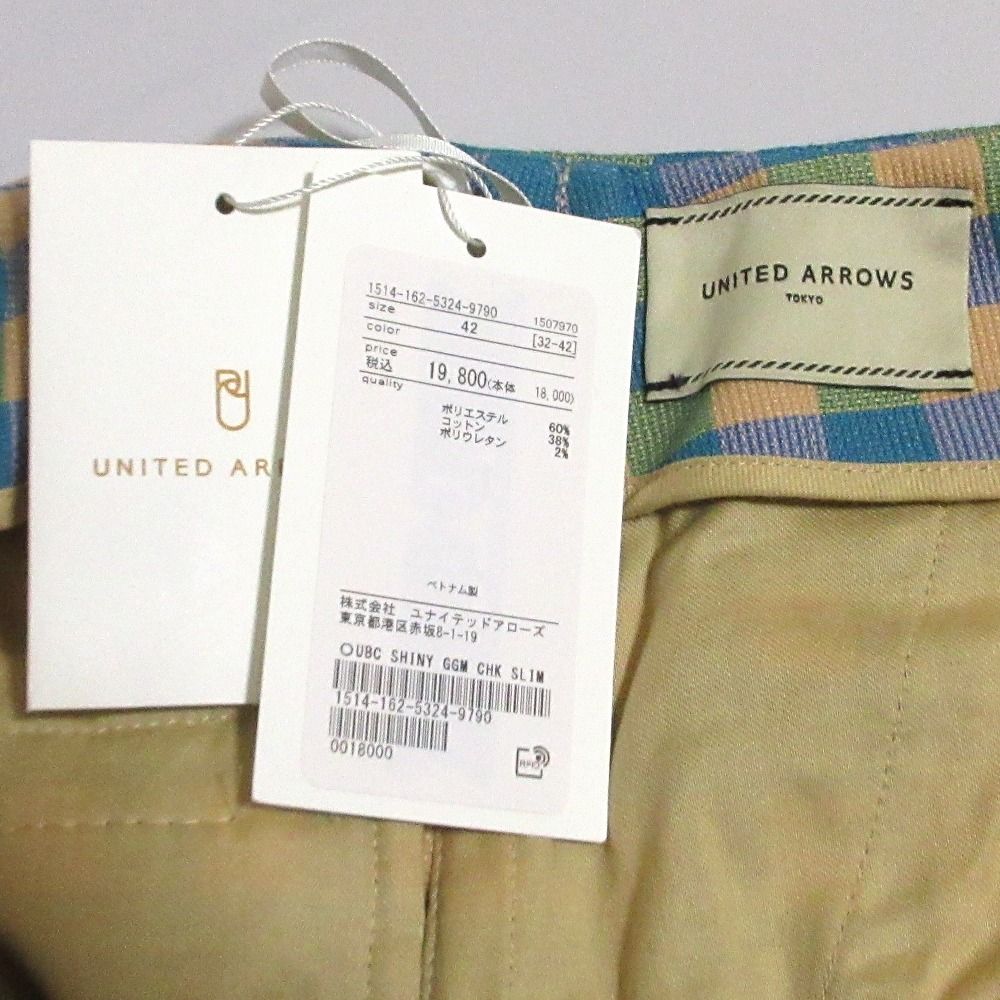 UNITED ARR
1514-162-5324-9790
size 42 1507970
color [32-42]
price
税込 19,800(本体 18,000)
quality
ポリエステル 60%
コットン 38%
ポリウレタン 2%
ベトナム製
株式会社 ユナイテッドアローズ
東京都港区赤坂8-1-19
○UBC SHINY GGM CHK SLIM
1514-162-5324-9790
0018000
RFID
UNITED ARROWS
TOKYO